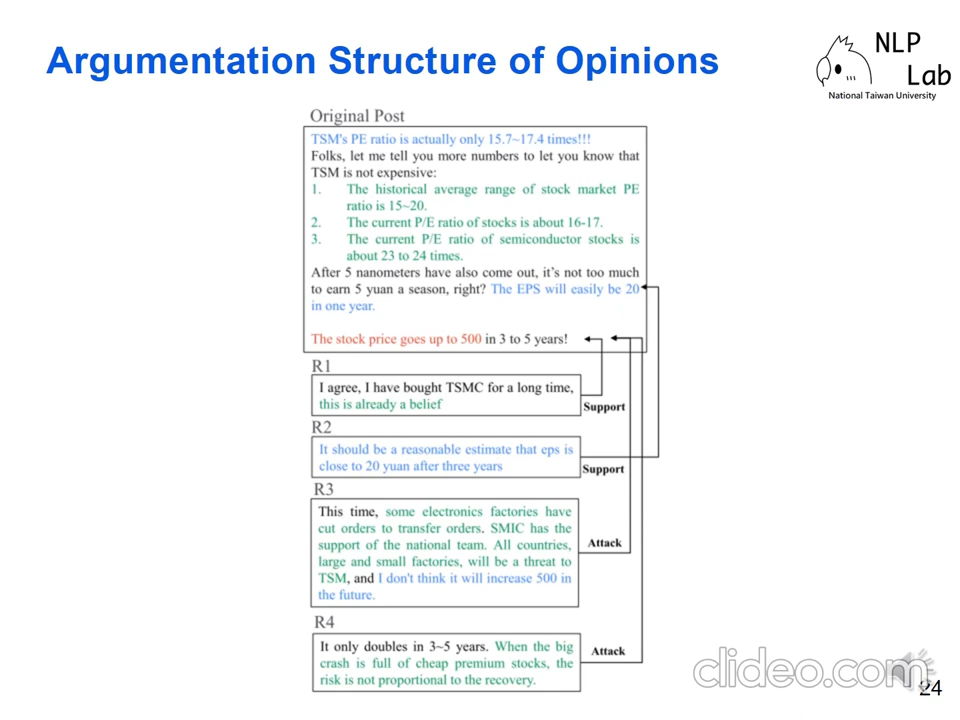 Argumentation Structure of Opinions
NLP
Lab
National Taiwan University
Original Post
TSM's PE ratio is actually only 15.7~17.4 times!!!
Folks, let me tell you more numbers to let you know that
TSM is not expensive:
1. The historical average range of stock market PE
ratio is 15~20.
2. The current P/E ratio of stocks is about 16-17.
3. The current P/E ratio of semiconductor stocks is
about 23 to 24 times.
After 5 nanometers have also come out, it's not too much
to earn 5 yuan a season, right? The EPS will easily be 20
in one year.
The stock price goes up to 500 in 3 to 5 years!
R1
I agree, I have bought TSMC for a long time,
this is already a belief
Support
R2
It should be a reasonable estimate that eps is
close to 20 yuan after three years
Support
R3
This time, some electronics factories have
cut orders to transfer orders. SMIC has the
support of the national team. All countries,
large and small factories, will be a threat to
TSM, and I don't think it will increase 500 in
the future.
Attack
R4
It only doubles in 3~5 years. When the big
crash is full of cheap premium stocks, the
risk is not proportional to the recovery.
Attack
clideo.com
24